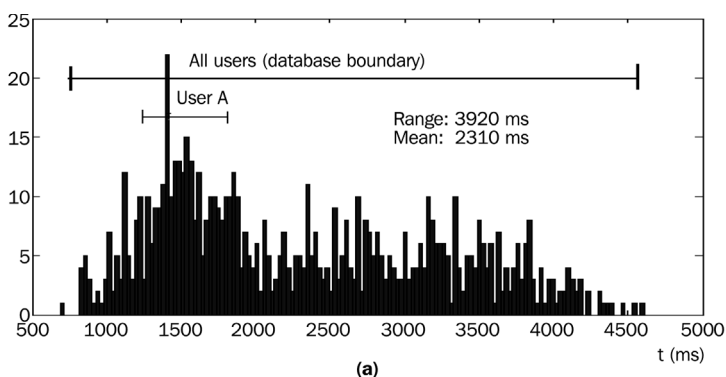 25
All users (database boundary)
20
User A
Range: 3920 ms
Mean: 2310 ms
15
10
5
0
500 1000 1500 2000 2500 3000 3500 4000 4500 5000
t (ms)
(a)